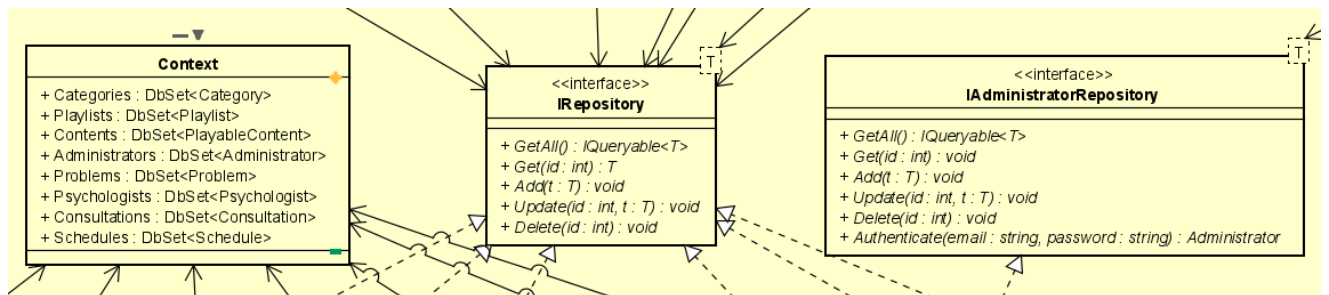 Context
+ Categories : DbSet<Category>
+ Playlists : DbSet<Playlist>
+ Contents : DbSet<PlayableContent>
+ Administrators : DbSet<Administrator>
+ Problems : DbSet<Problem>
+ Psychologists : DbSet<Psychologist>
+ Consultations : DbSet<Consultation>
+ Schedules : DbSet<Schedule>
T
<<interface>>
IRepository
+ GetAll() : IQueryable<T>
+ Get(id : int) : T
+ Add(t : T) : void
+ Update(id : int, t : T) : void
+ Delete(id : int) : void
T
<<interface>>
IAdministratorRepository
+ GetAll() : IQueryable<T>
+ Get(id : int) : void
+ Add(t : T) : void
+ Update(id : int, t : T) : void
+ Delete(id : int) : void
+ Authenticate(email : string, password : string) : Administrator